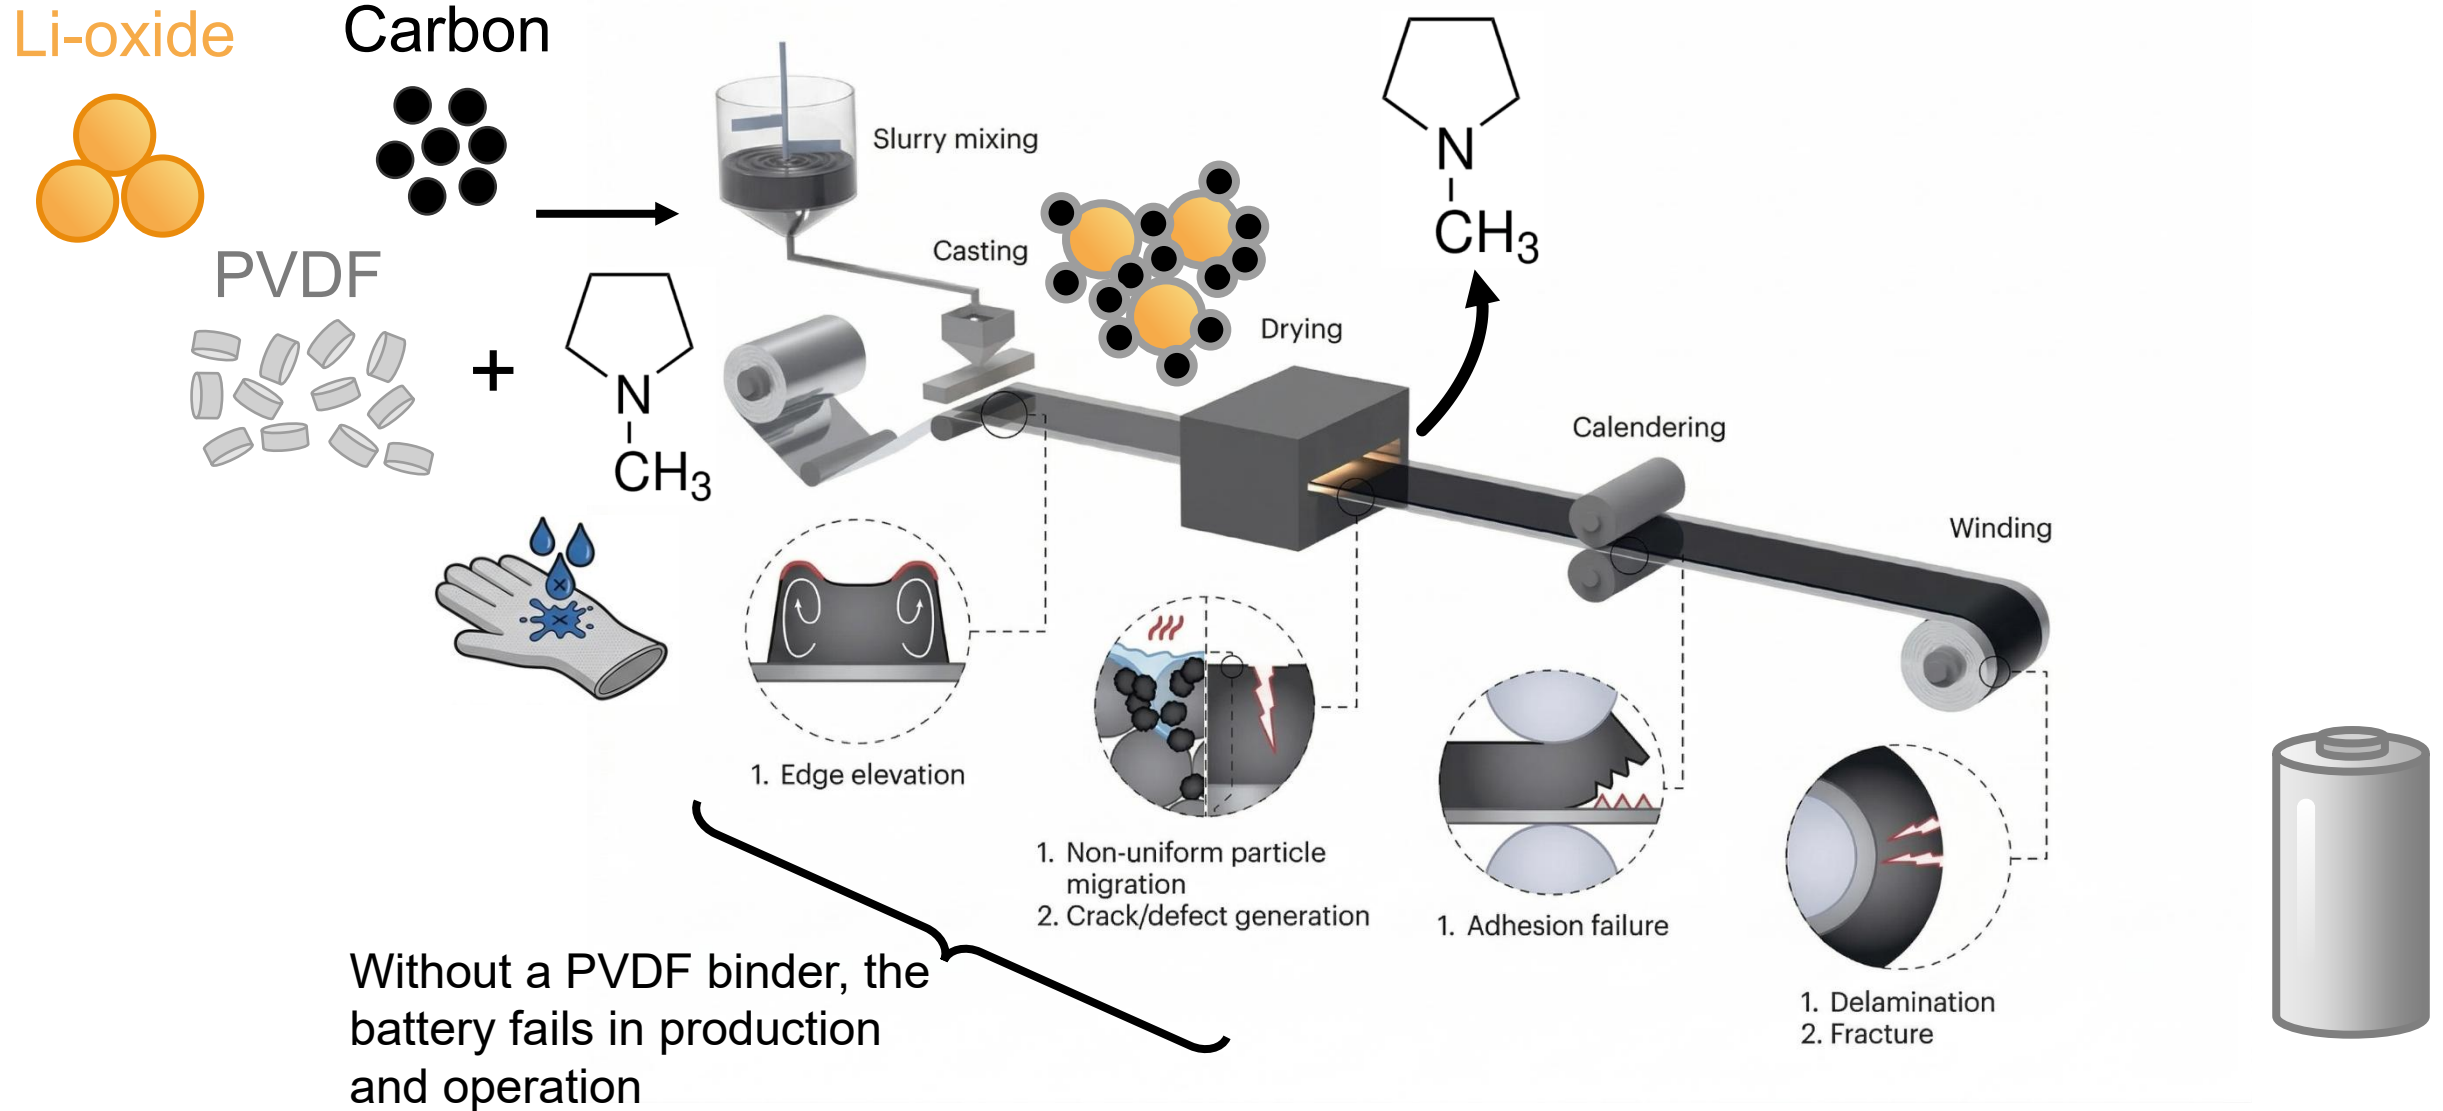 Li-oxide
Carbon
PVDF
+
N
CH3
Slurry mixing
Casting
Drying
N
CH3
Calendering
Winding
1. Edge elevation
1. Non-uniform particle
migration
2. Crack/defect generation
1. Adhesion failure
1. Delamination
2. Fracture
Without a PVDF binder, the
battery fails in production
and operation